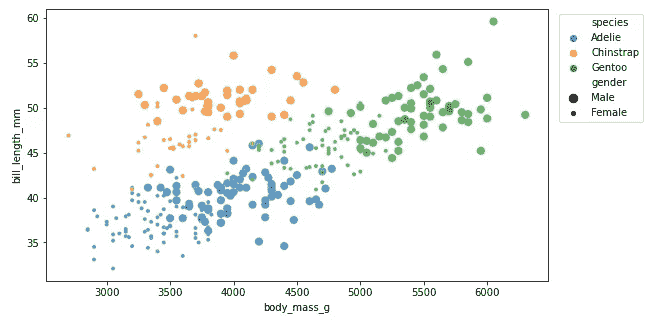 60
55
50
45
40
35
bill_length_mm
3000 3500 4000 4500 5000 5500 6000
body_mass_g
species
Adelie
Chinstrap
Gentoo
gender
Male
Female